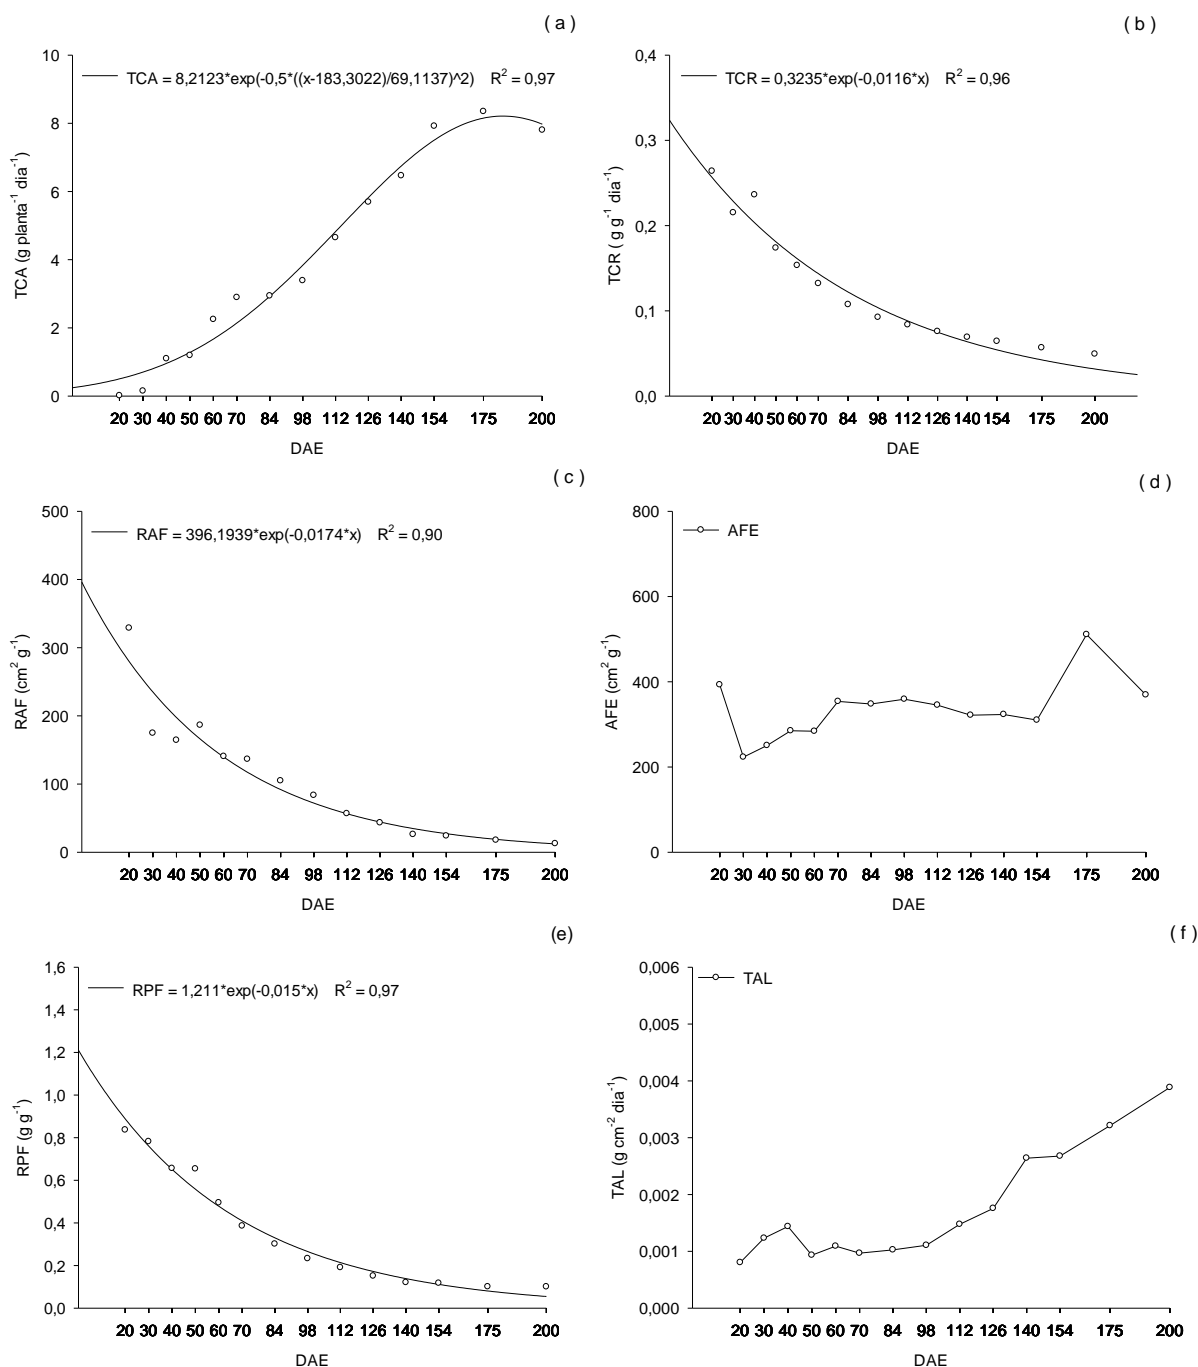 ( a )
TCA = 8,2123*exp(-0,5*((x-183,3022)/69,1137)^2) R² = 0,97
10
8
6
4
2
0
TCA (g planta⁻¹ dia⁻¹)
20 30 40 50 60 70 84 98 112 126 140 154 175 200
DAE
( b )
TCR = 0,3235*exp(-0,0116*x) R² = 0,96
0,4
0,3
0,2
0,1
0,0
TCR ( g g⁻¹ dia⁻¹)
20 30 40 50 60 70 84 98 112 126 140 154 175 200
DAE
( c )
RAF = 396,1939*exp(-0,0174*x) R² = 0,90
500
400
300
200
100
0
RAF (cm² g⁻¹)
20 30 40 50 60 70 84 98 112 126 140 154 175 200
DAE
( d )
AFE
800
600
400
200
0
AFE (cm² g⁻¹)
20 30 40 50 60 70 84 98 112 126 140 154 175 200
DAE
(e)
RPF = 1,211*exp(-0,015*x) R² = 0,97
1,6
1,4
1,2
1,0
0,8
0,6
0,4
0,2
0,0
RPF (g g⁻¹)
20 30 40 50 60 70 84 98 112 126 140 154 175 200
DAE
( f )
TAL
0,006
0,005
0,004
0,003
0,002
0,001
0,000
TAL (g cm⁻² dia⁻¹)
20 30 40 50 60 70 84 98 112 126 140 154 175 200
DAE